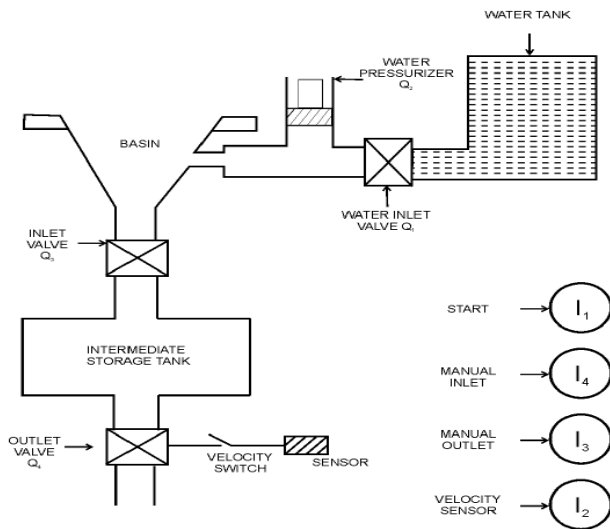 WATER TANK
WATER
PRESSURIZER
Q₂
BASIN
WATER INLET
VALVE Q₁
INLET
VALVE
Q₃
INTERMEDIATE
STORAGE TANK
OUTLET
VALVE
Q₄
VELOCITY
SWITCH
SENSOR
START
I₁
MANUAL
INLET
I₄
MANUAL
OUTLET
I₃
VELOCITY
SENSOR
I₂